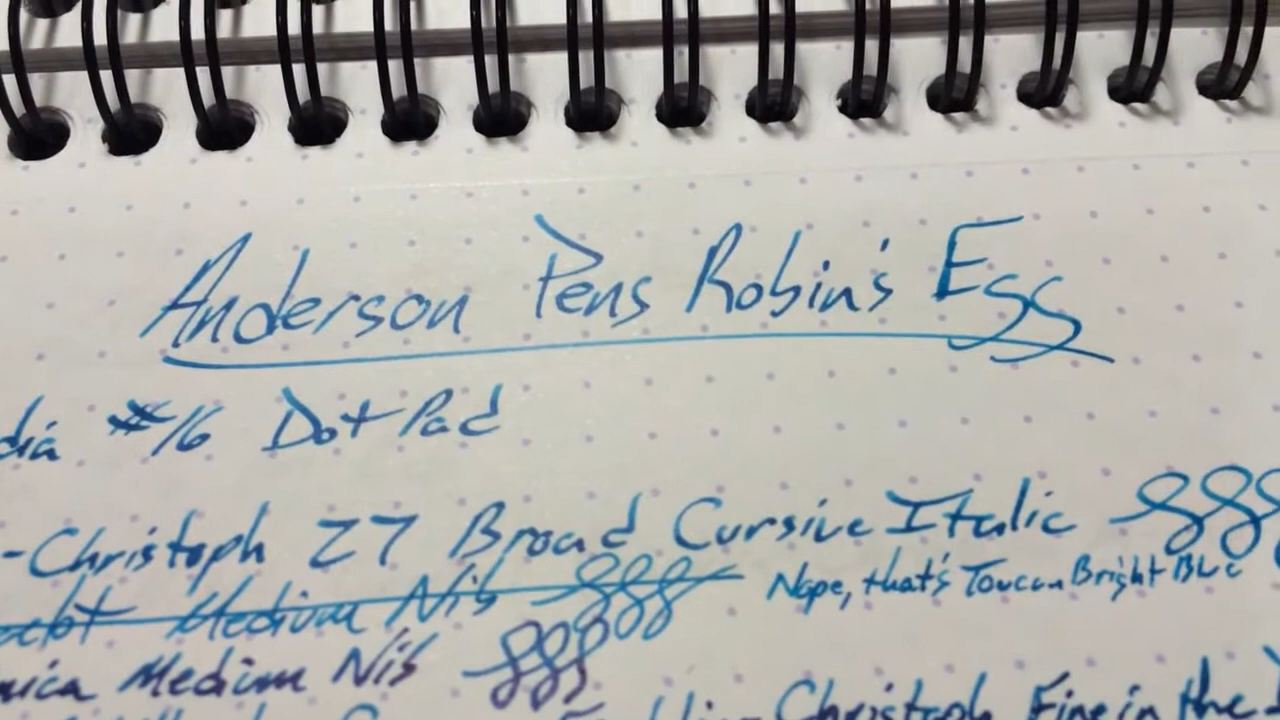 Anderson Pens Robin's Egg
dia #16 Dot Pad
-Christoph Z7 Broad Cursive Italic
Medium Nib
Nope, that's Toucan Bright Blue
Medium Nib
Christoph Fine in the